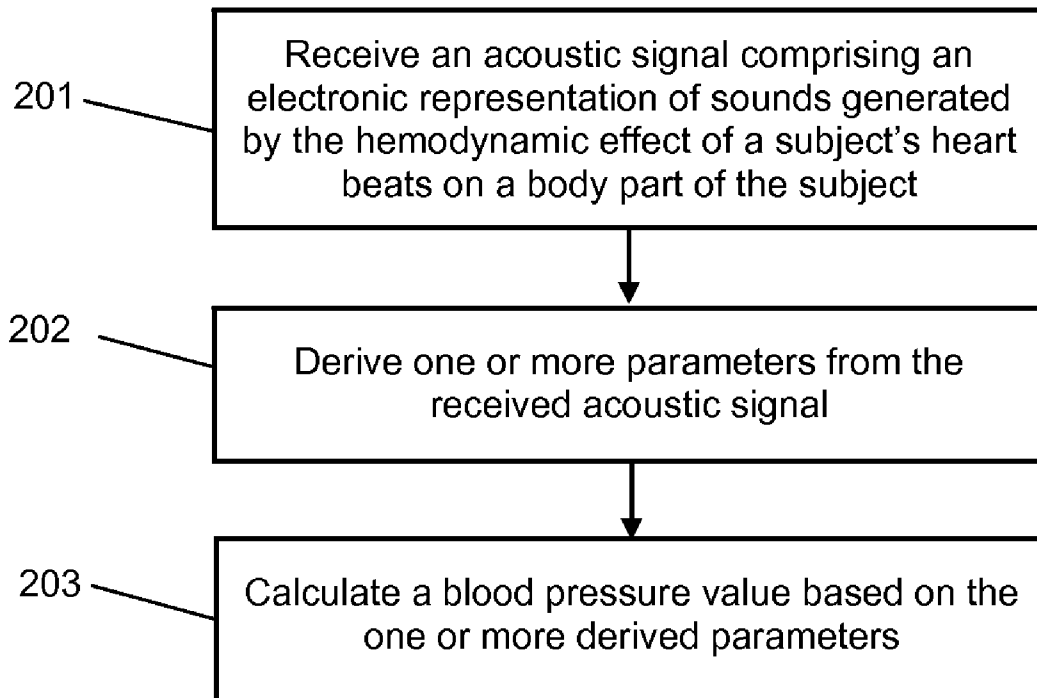 201
Receive an acoustic signal comprising an
electronic representation of sounds generated
by the hemodynamic effect of a subject's heart
beats on a body part of the subject
202
Derive one or more parameters from the
received acoustic signal
203
Calculate a blood pressure value based on the
one or more derived parameters